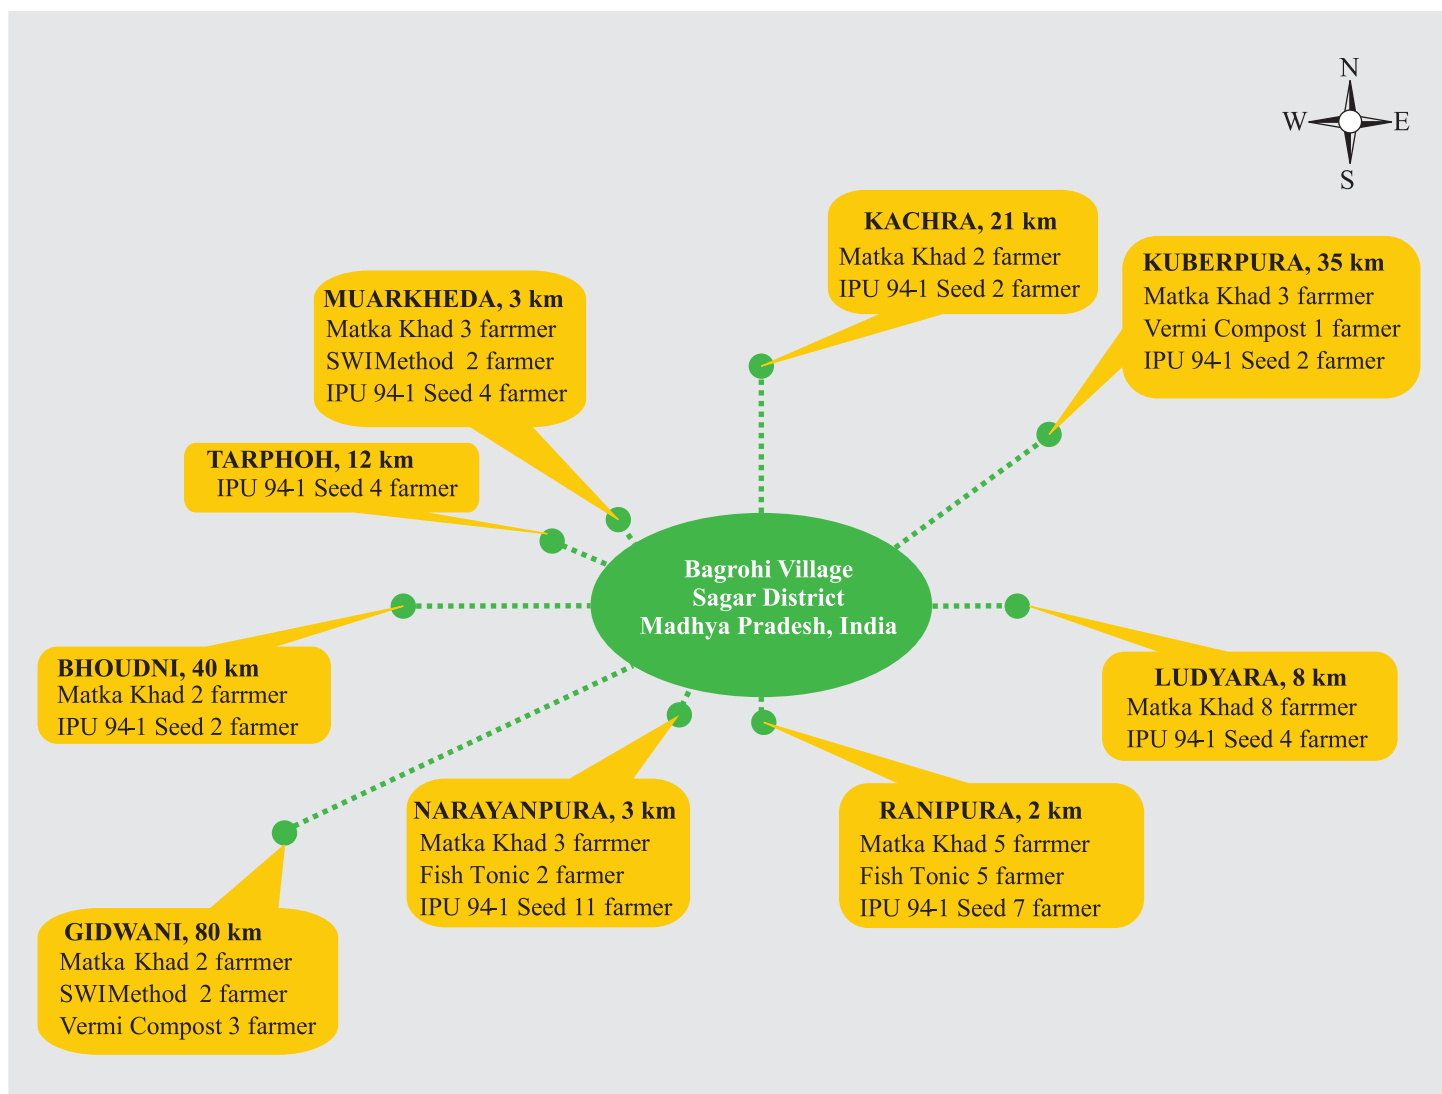 N
W E
S
KACHRA, 21 km
Matka Khad 2 farmer
IPU 94-1 Seed 2 farmer
KUBERPURA, 35 km
Matka Khad 3 farrmer
Vermi Compost 1 farmer
IPU 94-1 Seed 2 farmer
MUARKHEDA, 3 km
Matka Khad 3 farrmer
SWIMethod 2 farmer
IPU 94-1 Seed 4 farmer
TARPHOH, 12 km
IPU 94-1 Seed 4 farmer
Bagrohi Village
Sagar District
Madhya Pradesh, India
BHOUDNI, 40 km
Matka Khad 2 farrmer
IPU 94-1 Seed 2 farmer
LUDYARA, 8 km
Matka Khad 8 farrmer
IPU 94-1 Seed 4 farmer
NARAYANPURA, 3 km
Matka Khad 3 farrmer
Fish Tonic 2 farmer
IPU 94-1 Seed 11 farmer
RANIPURA, 2 km
Matka Khad 5 farrmer
Fish Tonic 5 farmer
IPU 94-1 Seed 7 farmer
GIDWANI, 80 km
Matka Khad 2 farrmer
SWIMethod 2 farmer
Vermi Compost 3 farmer